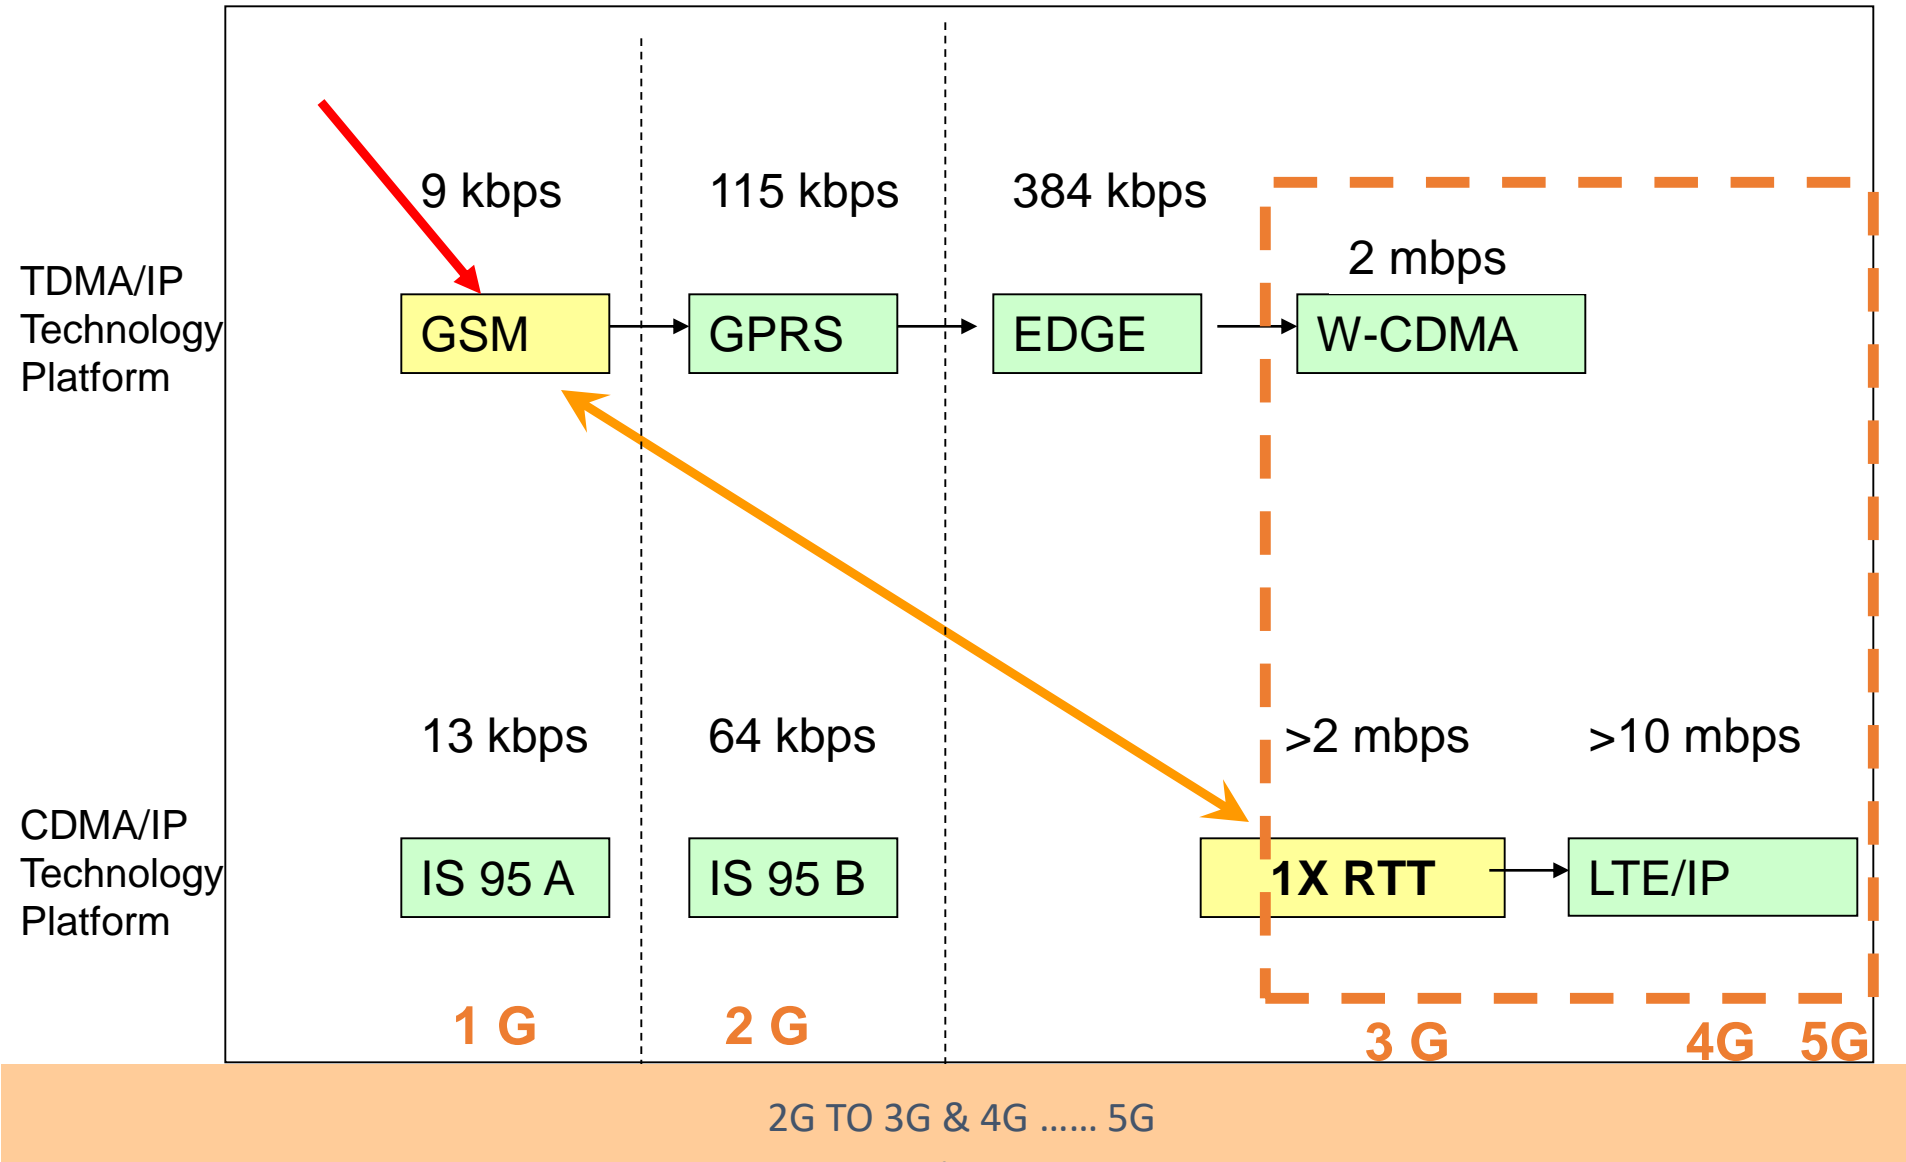 9 kbps
115 kbps
384 kbps
2 mbps
TDMA/IP
Technology
Platform
GSM
GPRS
EDGE
W-CDMA
13 kbps
64 kbps
>2 mbps
>10 mbps
CDMA/IP
Technology
Platform
IS 95 A
IS 95 B
1X RTT
LTE/IP
1 G
2 G
3 G
4G
5G
2G TO 3G & 4G ...... 5G